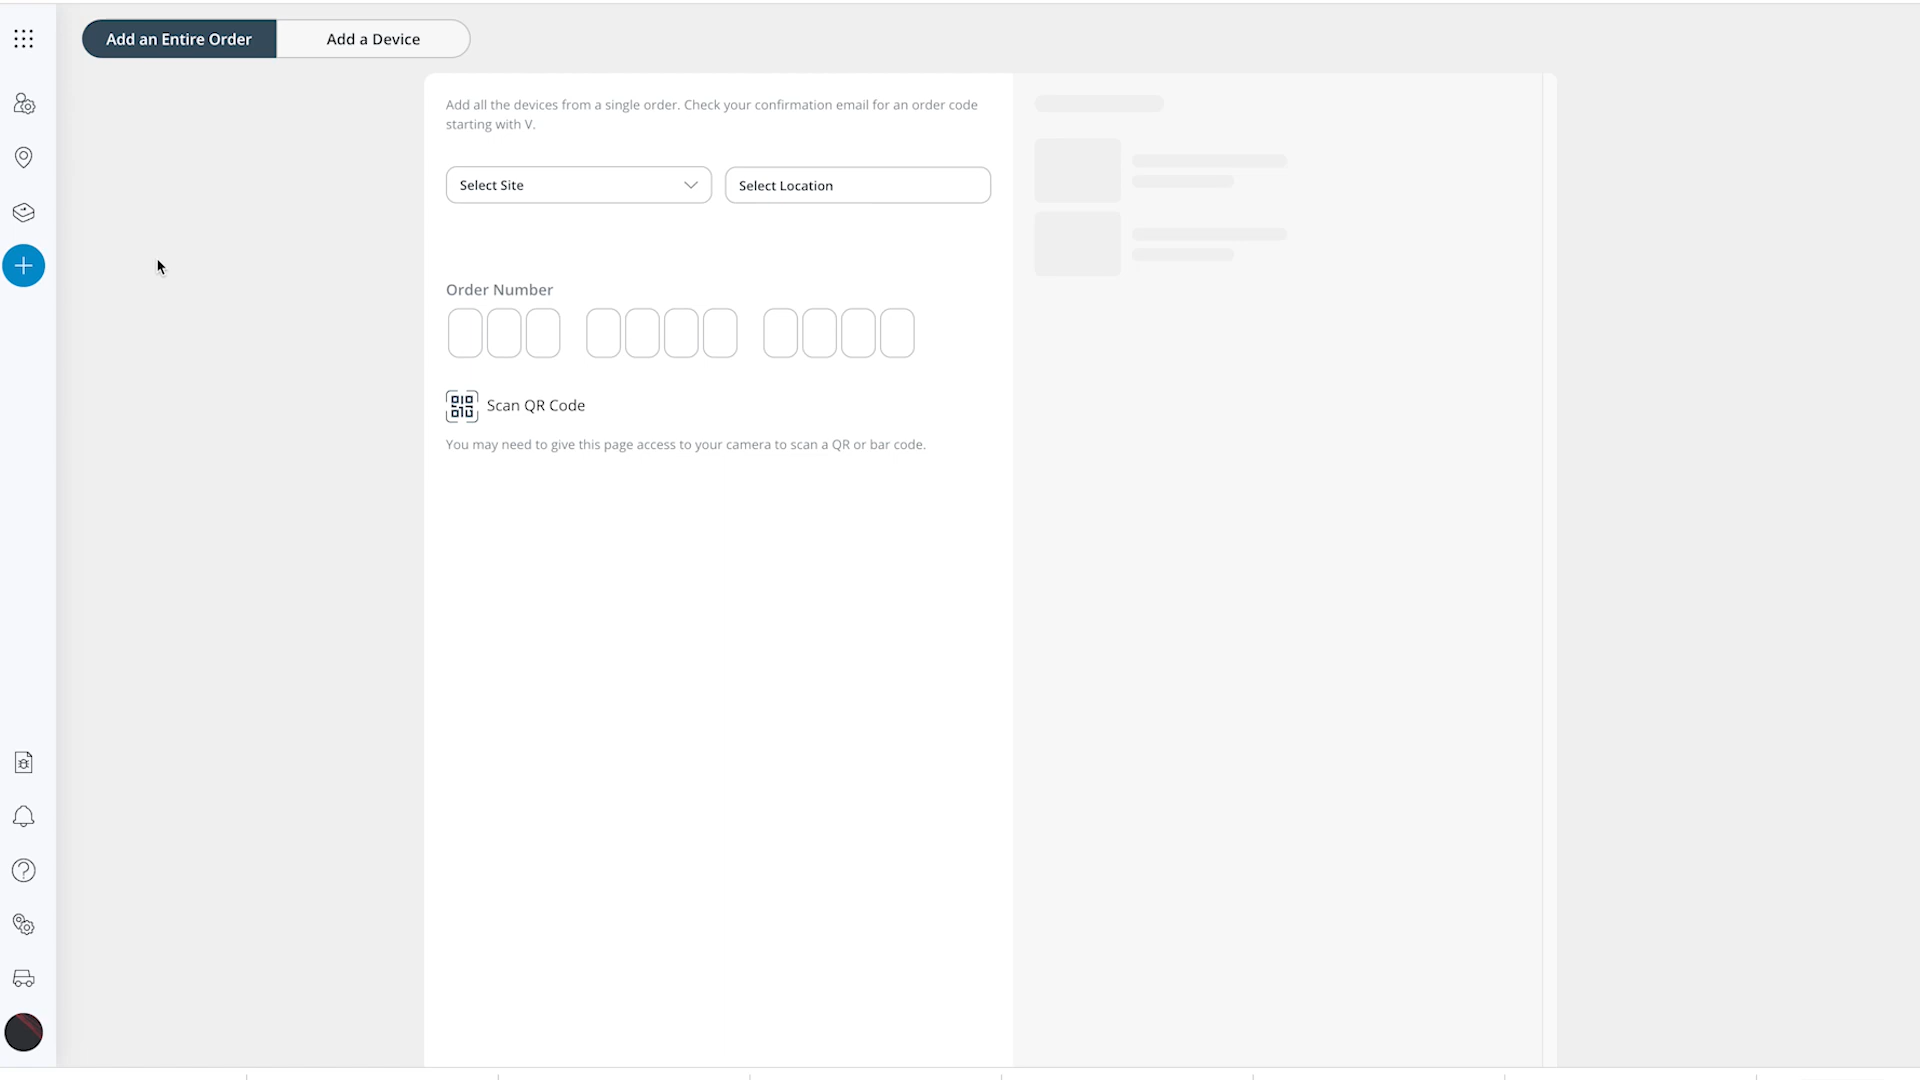 Add an Entire Order
Add a Device
Add all the devices from a single order. Check your confirmation email for an order code
starting with V.
Select Site
Select Location
Order Number
Scan QR Code
You may need to give this page access to your camera to scan a QR or bar code.